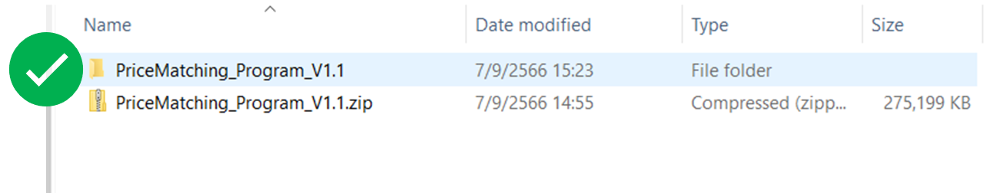 Name Date modified Type Size
PriceMatching_Program_V1.1 7/9/2566 15:23 File folder
PriceMatching_Program_V1.1.zip 7/9/2566 14:55 Compressed (zipp... 275,199 KB